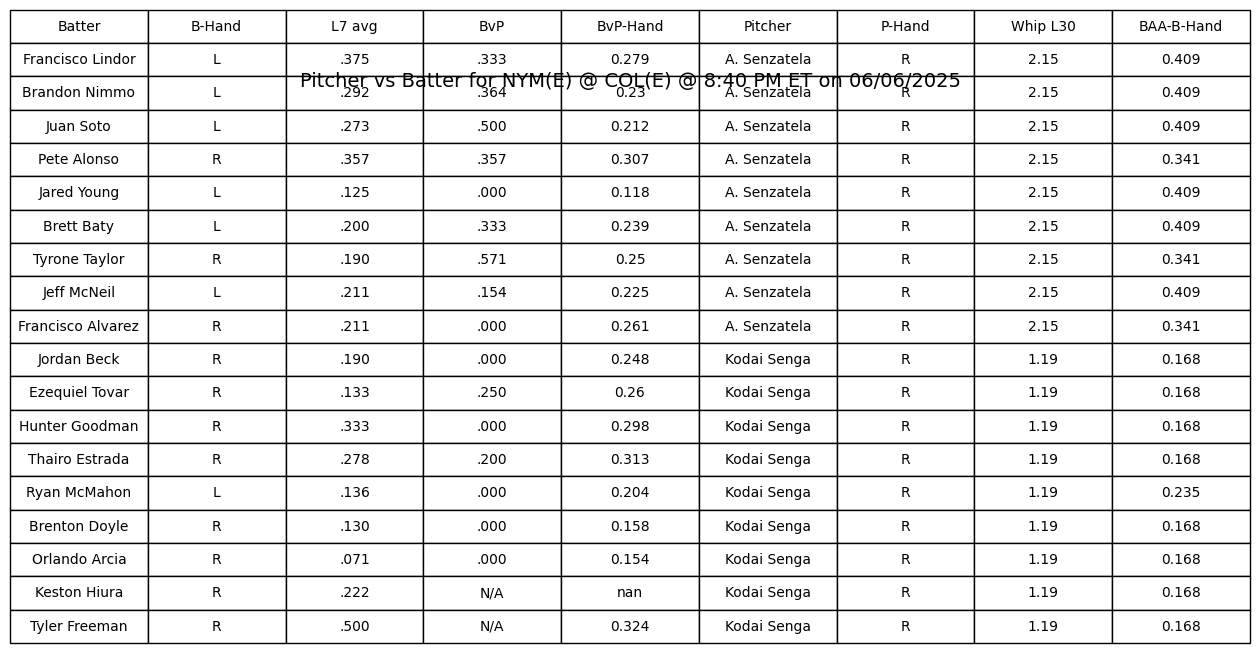 Batter B-Hand L7 avg BvP BvP-Hand Pitcher P-Hand Whip L30 BAA-B-Hand
Francisco Lindor L .375 .333 0.279 A. Senzatela R 2.15 0.409
Pitcher vs Batter for NYM(E) @ COL(E) @ 8:40 PM ET on 06/06/2025
Brandon Nimmo L .292 .364 0.23 A. Senzatela R 2.15 0.409
Juan Soto L .273 .500 0.212 A. Senzatela R 2.15 0.409
Pete Alonso R .357 .357 0.307 A. Senzatela R 2.15 0.341
Jared Young L .125 .000 0.118 A. Senzatela R 2.15 0.409
Brett Baty L .200 .333 0.239 A. Senzatela R 2.15 0.409
Tyrone Taylor R .190 .571 0.25 A. Senzatela R 2.15 0.341
Jeff McNeil L .211 .154 0.225 A. Senzatela R 2.15 0.409
Francisco Alvarez R .211 .000 0.261 A. Senzatela R 2.15 0.341
Jordan Beck R .190 .000 0.248 Kodai Senga R 1.19 0.168
Ezequiel Tovar R .133 .250 0.26 Kodai Senga R 1.19 0.168
Hunter Goodman R .333 .000 0.298 Kodai Senga R 1.19 0.168
Thairo Estrada R .278 .200 0.313 Kodai Senga R 1.19 0.168
Ryan McMahon L .136 .000 0.204 Kodai Senga R 1.19 0.235
Brenton Doyle R .130 .000 0.158 Kodai Senga R 1.19 0.168
Orlando Arcia R .071 .000 0.154 Kodai Senga R 1.19 0.168
Keston Hiura R .222 N/A nan Kodai Senga R 1.19 0.168
Tyler Freeman R .500 N/A 0.324 Kodai Senga R 1.19 0.168